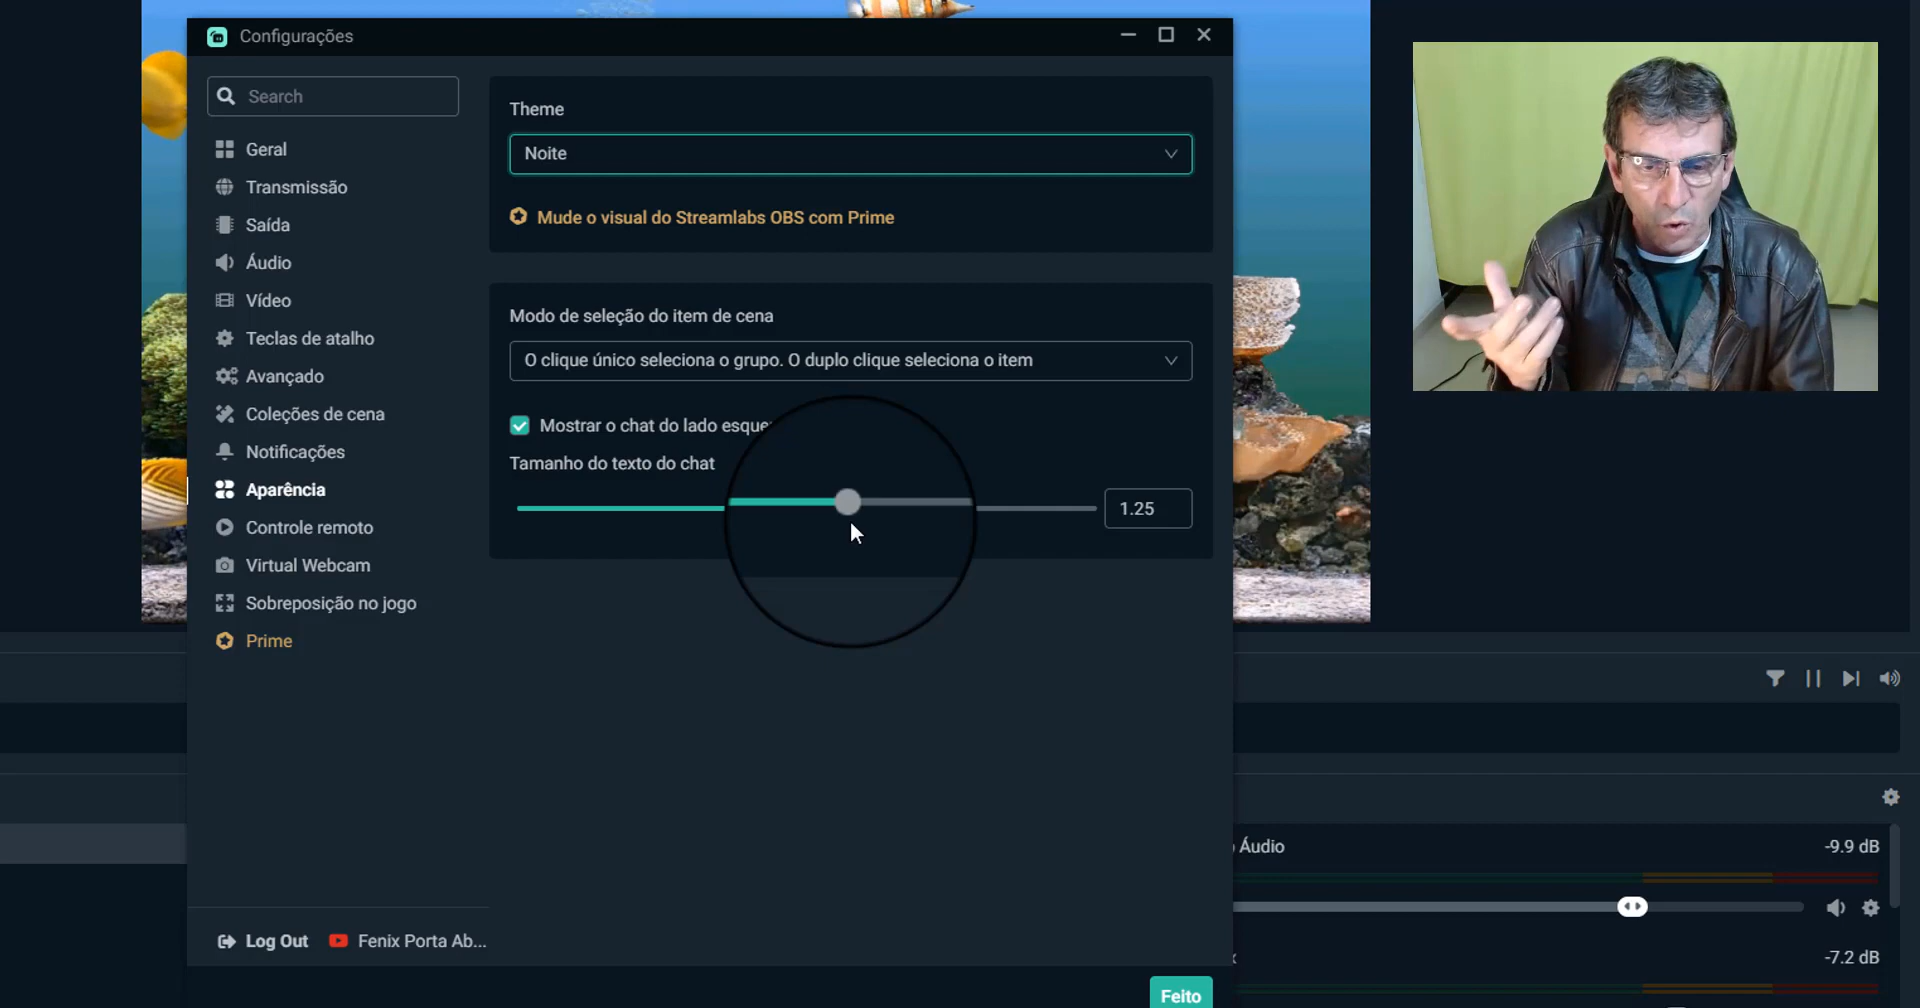 Configurações
Search
Geral
Transmissão
Saída
Áudio
Vídeo
Teclas de atalho
Avançado
Coleções de cena
Notificações
Aparência
Controle remoto
Virtual Webcam
Sobreposição no jogo
Prime
Log Out
Fenix Porta Ab...
Theme
Noite
Mude o visual do Streamlabs OBS com Prime
Modo de seleção do item de cena
O clique único seleciona o grupo. O duplo clique seleciona o item
Mostrar o chat do lado esque
Tamanho do texto do chat
1.25
Feito
Áudio
-9.9 dB
-7.2 dB